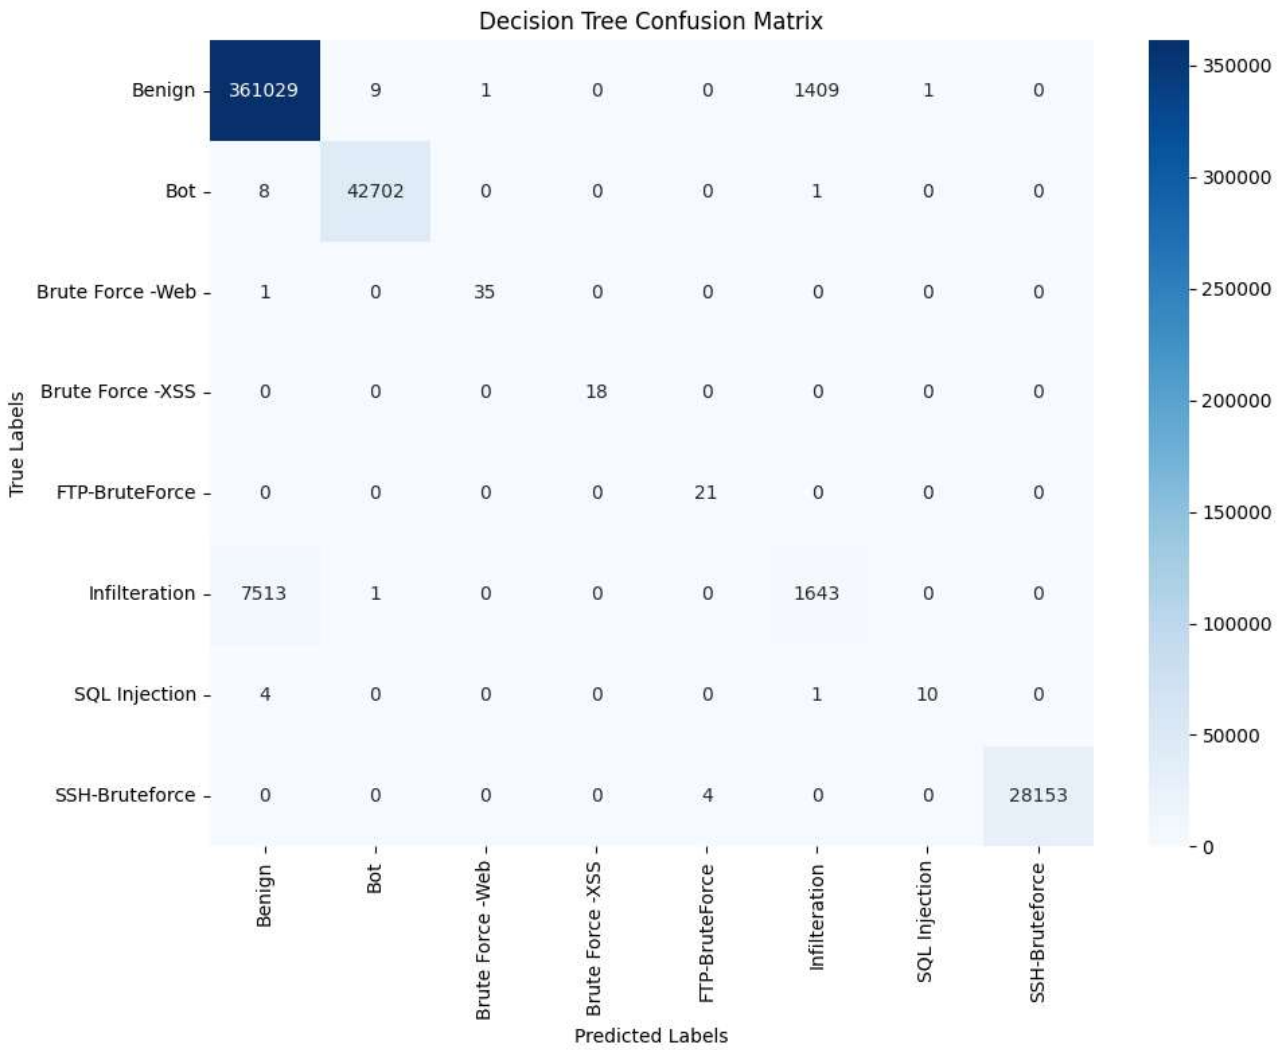 Decision Tree Confusion Matrix
True Labels
Benign 361029 9 1 0 0 1409 1 0
Bot 8 42702 0 0 0 1 0 0
Brute Force -Web 1 0 35 0 0 0 0 0
Brute Force -XSS 0 0 0 18 0 0 0 0
FTP-BruteForce 0 0 0 0 21 0 0 0
Infilteration 7513 1 0 0 0 1643 0 0
SQL Injection 4 0 0 0 0 1 10 0
SSH-Bruteforce 0 0 0 0 4 0 0 28153
Benign
Bot
Brute Force -Web
Brute Force -XSS
FTP-BruteForce
Infilteration
SQL Injection
SSH-Bruteforce
Predicted Labels
350000
300000
250000
200000
150000
100000
50000
0